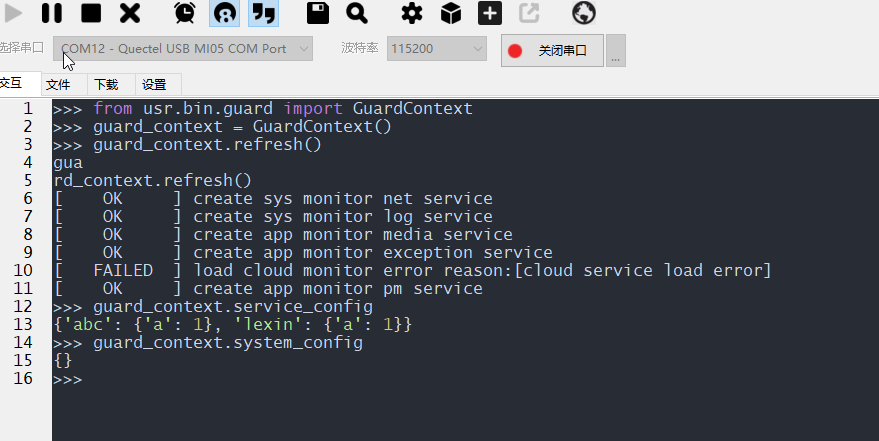 选择串口 COM12 - Quectel USB MI05 COM Port 波特率 115200 关闭串口 ...
交互 文件 下载 设置
1 >>> from usr.bin.guard import GuardContext
2 >>> guard_context = GuardContext()
3 >>> guard_context.refresh()
4 gua
5 rd_context.refresh()
6 [    OK     ] create sys monitor net service
7 [    OK     ] create sys monitor log service
8 [    OK     ] create app monitor media service
9 [    OK     ] create app monitor exception service
10 [   FAILED  ] load cloud monitor error reason:[cloud service load error]
11 [    OK     ] create app monitor pm service
12 >>> guard_context.service_config
13 {'abc': {'a': 1}, 'lexin': {'a': 1}}
14 >>> guard_context.system_config
15 {}
16 >>>